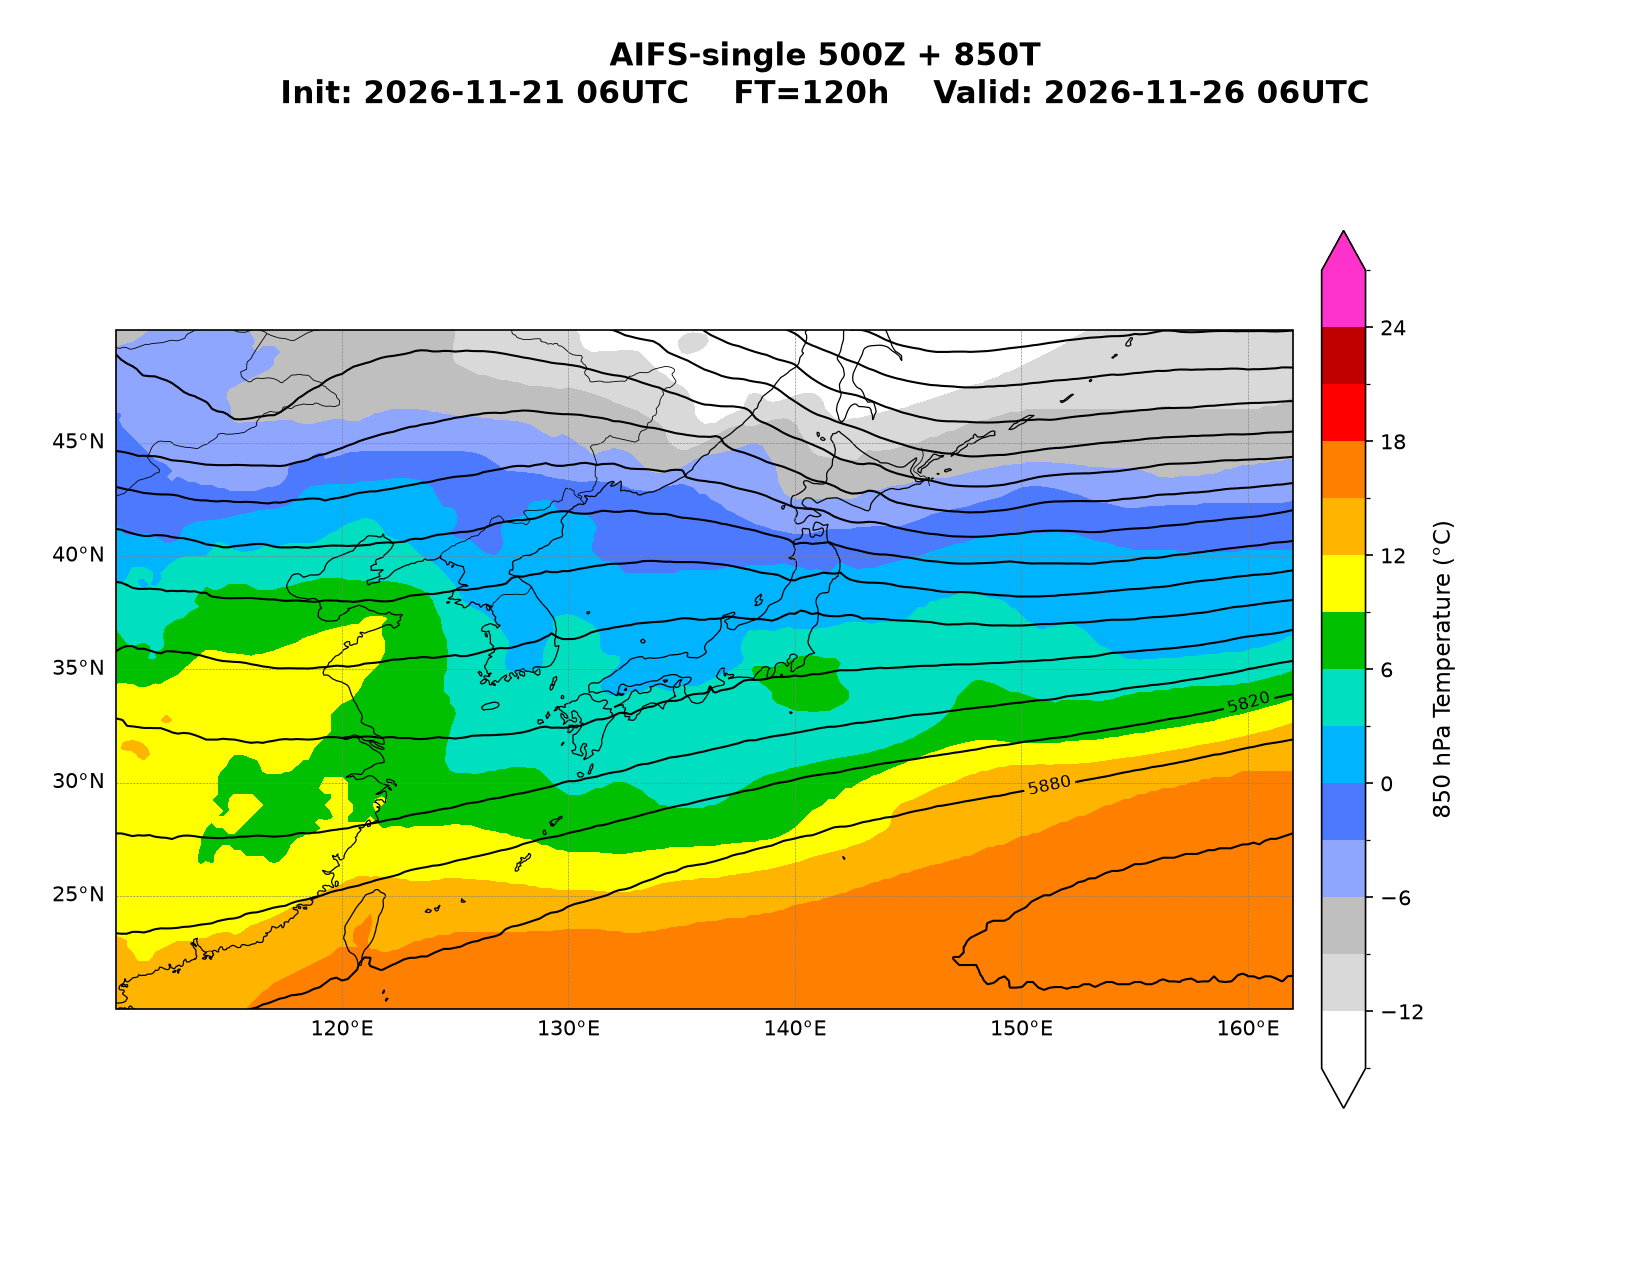 AIFS-single 500Z + 850T
Init: 2026-11-21 06UTC    FT=120h    Valid: 2026-11-26 06UTC
24
18
12
6
0
−6
−12
850 hPa Temperature (°C)
45°N
40°N
35°N
30°N
25°N
5820
5880
120°E
130°E
140°E
150°E
160°E